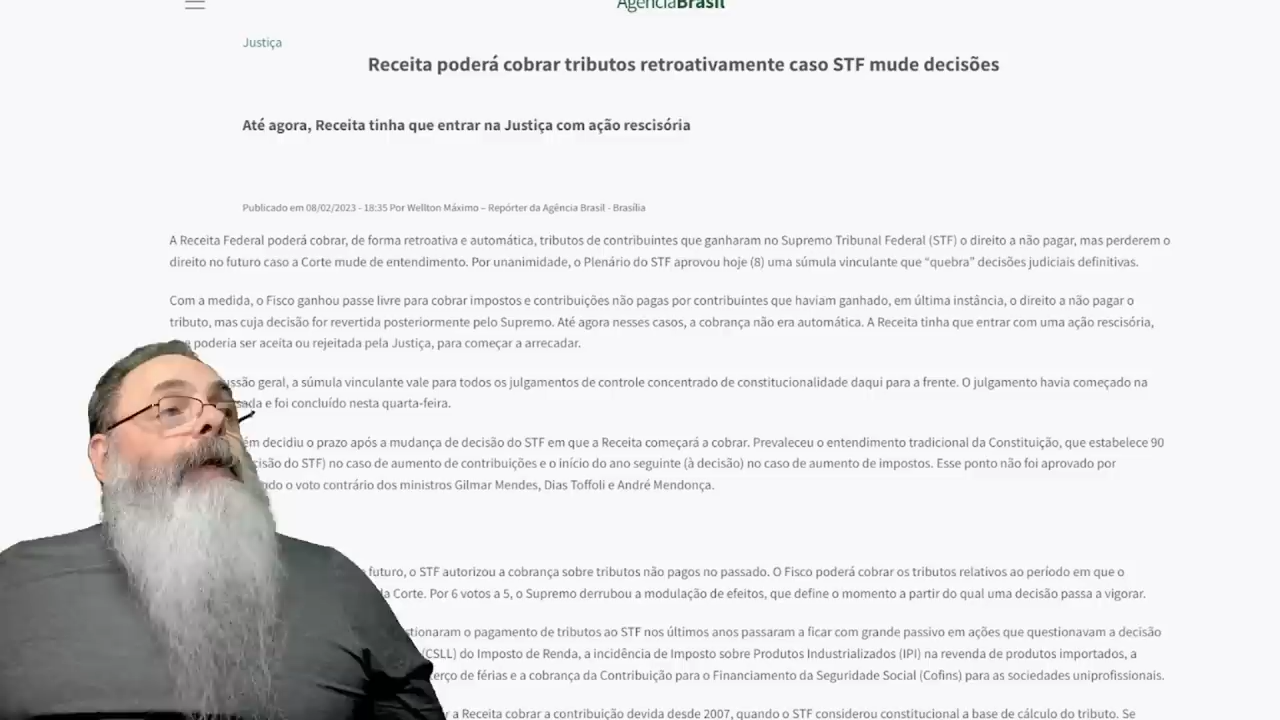 AgênciaBrasil
Justiça
Receita poderá cobrar tributos retroativamente caso STF mude decisões
Até agora, Receita tinha que entrar na Justiça com ação rescisória
Publicado em 08/02/2023 - 18:35 Por Wellton Máximo – Repórter da Agência Brasil - Brasília
A Receita Federal poderá cobrar, de forma retroativa e automática, tributos de contribuintes que ganharam no Supremo Tribunal Federal (STF) o direito a não pagar, mas perderem o
direito no futuro caso a Corte mude de entendimento. Por unanimidade, o Plenário do STF aprovou hoje (8) uma súmula vinculante que “quebra” decisões judiciais definitivas.
Com a medida, o Fisco ganhou passe livre para cobrar impostos e contribuições não pagas por contribuintes que haviam ganhado, em última instância, o direito a não pagar o
tributo, mas cuja decisão for revertida posteriormente pelo Supremo. Até agora nesses casos, a cobrança não era automática. A Receita tinha que entrar com uma ação rescisória,
poderia ser aceita ou rejeitada pela Justiça, para começar a arrecadar.
geral, a súmula vinculante vale para todos os julgamentos de controle concentrado de constitucionalidade daqui para a frente. O julgamento havia começado na
e foi concluído nesta quarta-feira.
decidiu o prazo após a mudança de decisão do STF em que a Receita começará a cobrar. Prevaleceu o entendimento tradicional da Constituição, que estabelece 90
do STF) no caso de aumento de contribuições e o início do ano seguinte (à decisão) no caso de aumento de impostos. Esse ponto não foi aprovado por
o voto contrário dos ministros Gilmar Mendes, Dias Toffoli e André Mendonça.
futuro, o STF autorizou a cobrança sobre tributos não pagos no passado. O Fisco poderá cobrar os tributos relativos ao período em que o
Corte. Por 6 votos a 5, o Supremo derrubou a modulação de efeitos, que define o momento a partir do qual uma decisão passa a vigorar.
o pagamento de tributos ao STF nos últimos anos passaram a ficar com grande passivo em ações que questionavam a decisão
(CSLL) do Imposto de Renda, a incidência de Imposto sobre Produtos Industrializados (IPI) na revenda de produtos importados, a
de férias e a cobrança da Contribuição para o Financiamento da Seguridade Social (Cofins) para as sociedades uniprofissionais.
a Receita cobrar a contribuição devida desde 2007, quando o STF considerou constitucional a base de cálculo do tributo. Se